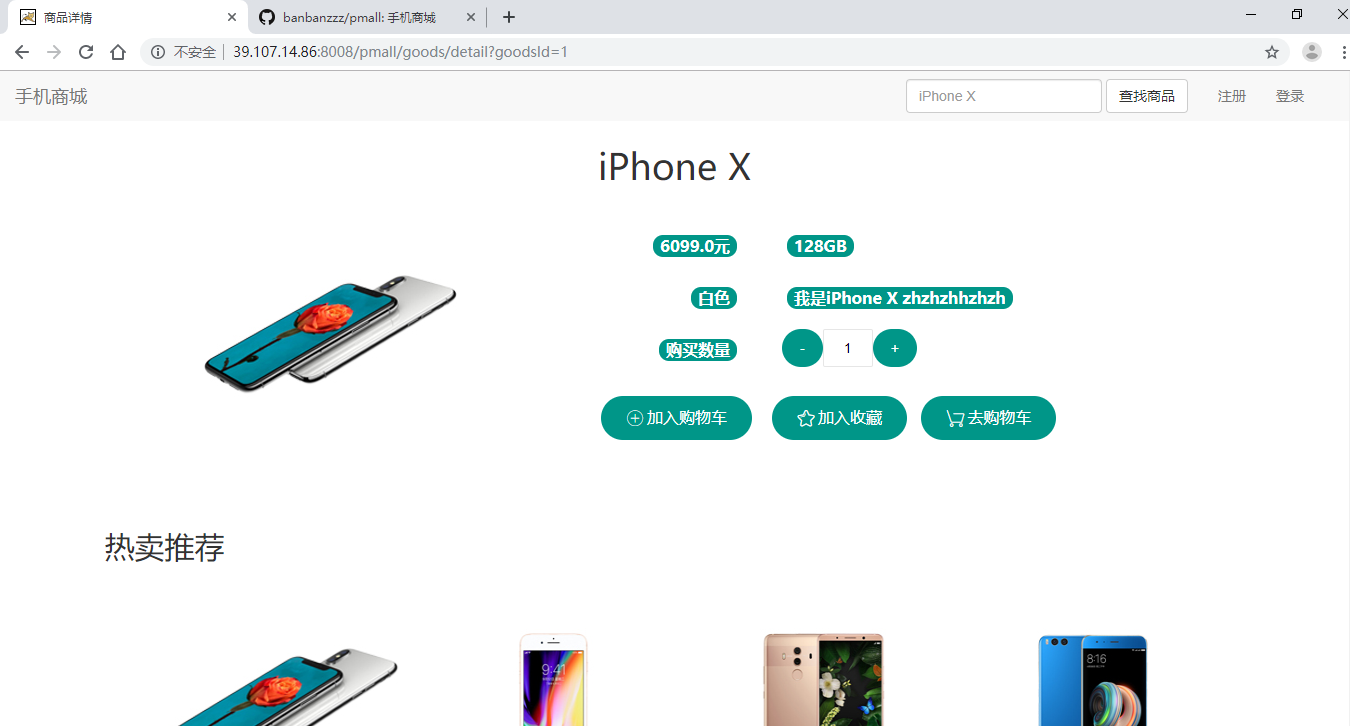 商品详情
banbanzzz/pmall: 手机商城
不安全 39.107.14.86:8008/pmall/goods/detail?goodsId=1
手机商城 iPhone X 查找商品 注册 登录
iPhone X
6099.0元 128GB
白色 我是iPhone X zhzhzhhzhzh
购买数量 - 1 +
加入购物车 加入收藏 去购物车
热卖推荐
9:41
8:16